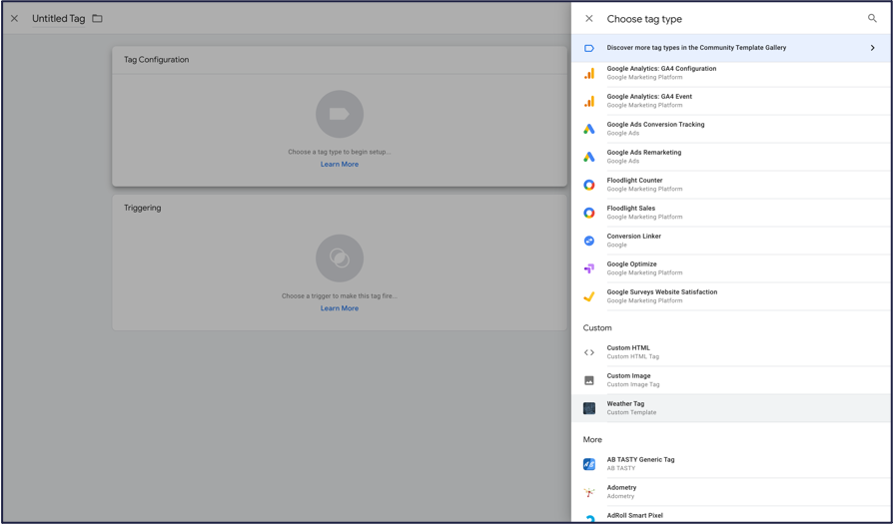 Untitled Tag
Tag Configuration
Choose a tag type to begin setup...
Learn More
Triggering
Choose a trigger to make this tag fire...
Learn More
Choose tag type
Discover more tag types in the Community Template Gallery
Google Analytics: GA4 Configuration
Google Marketing Platform
Google Analytics: GA4 Event
Google Marketing Platform
Google Ads Conversion Tracking
Google Ads
Google Ads Remarketing
Google Ads
Floodlight Counter
Google Marketing Platform
Floodlight Sales
Google Marketing Platform
Conversion Linker
Google
Google Optimize
Google Marketing Platform
Google Surveys Website Satisfaction
Google Marketing Platform
Custom
Custom HTML
Custom HTML Tag
Custom Image
Custom Image Tag
Weather Tag
Custom Template
More
AB TASTY Generic Tag
AB TASTY
Adometry
Adometry
AdRoll Smart Pixel